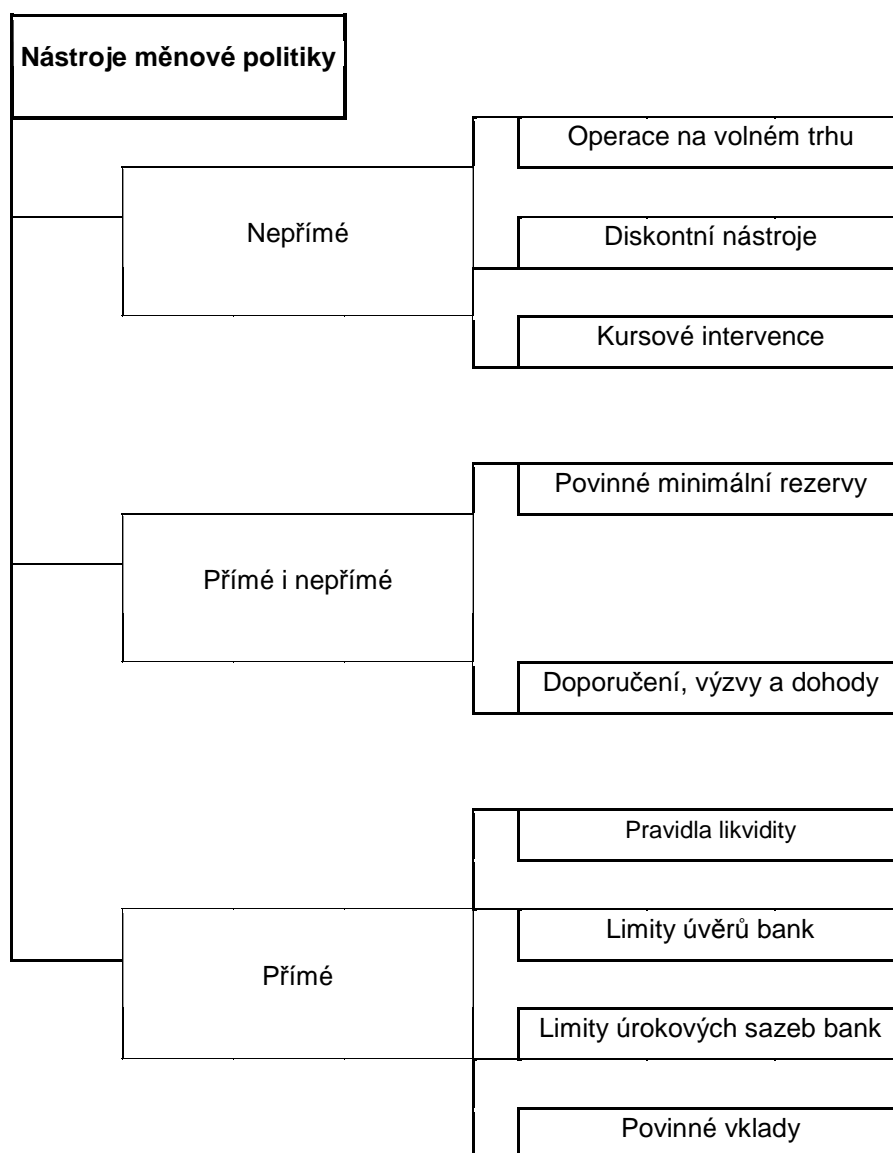 Nástroje měnové politiky
Operace na volném trhu
Nepřímé
Diskontní nástroje
Kursové intervence
Povinné minimální rezervy
Přímé i nepřímé
Doporučení, výzvy a dohody
Pravidla likvidity
Limity úvěrů bank
Přímé
Limity úrokových sazeb bank
Povinné vklady